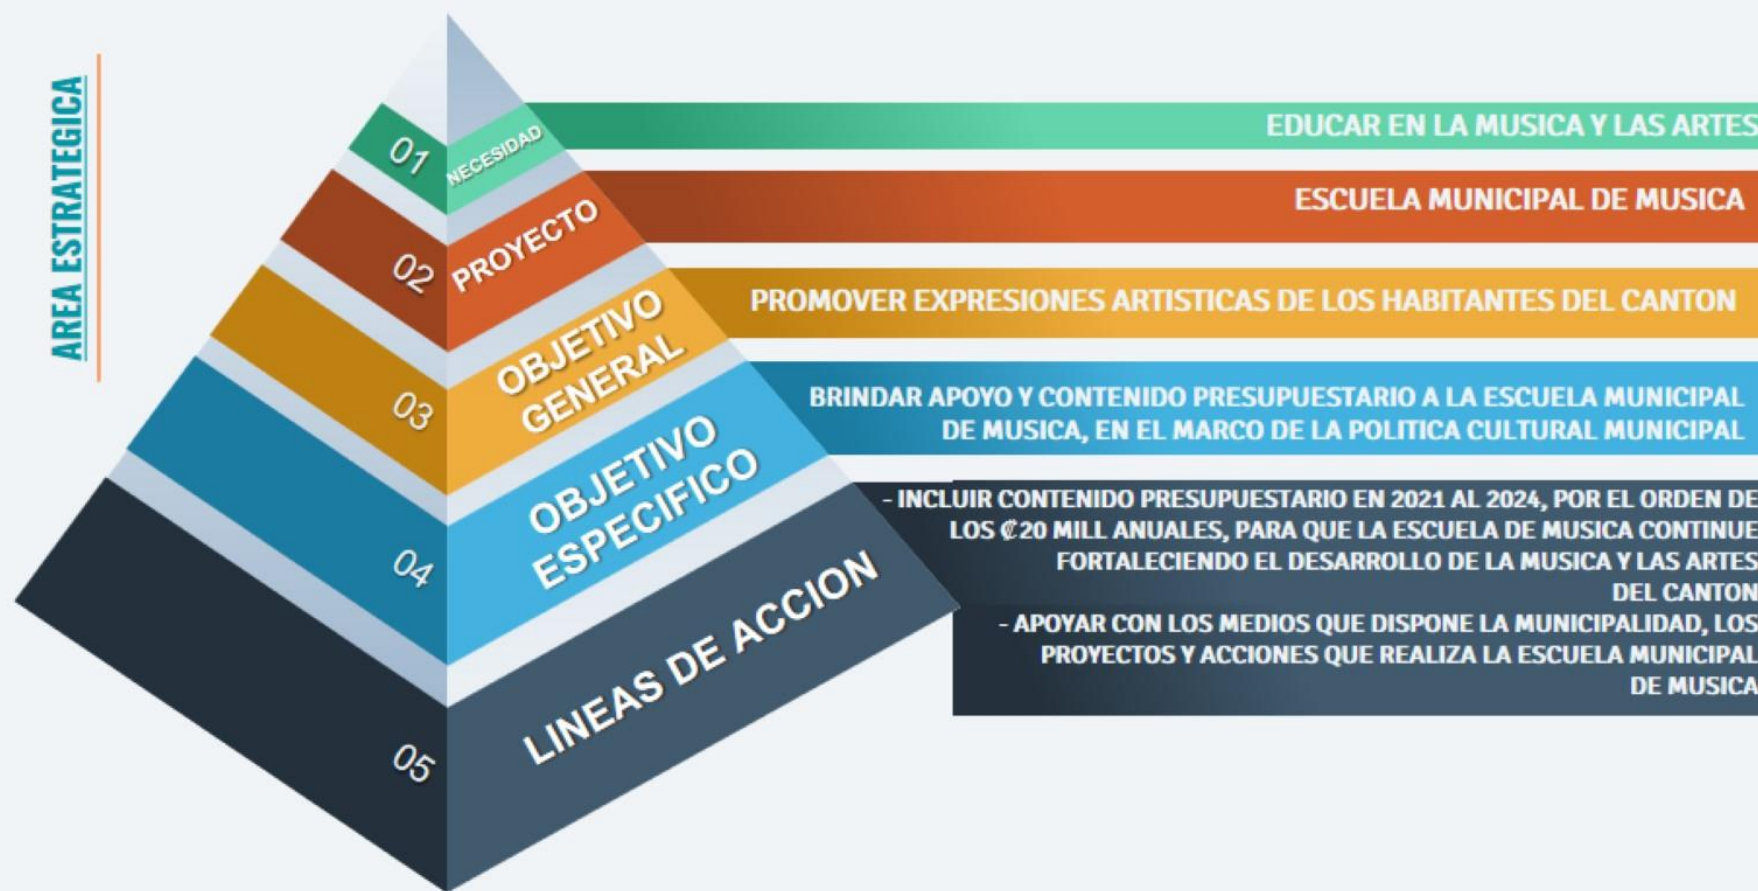 AREA ESTRATEGICA
01
NECESIDAD
EDUCAR EN LA MUSICA Y LAS ARTES
02
PROYECTO
ESCUELA MUNICIPAL DE MUSICA
03
OBJETIVO
GENERAL
PROMOVER EXPRESIONES ARTISTICAS DE LOS HABITANTES DEL CANTON
04
OBJETIVO
ESPECIFICO
BRINDAR APOYO Y CONTENIDO PRESUPUESTARIO A LA ESCUELA MUNICIPAL
DE MUSICA, EN EL MARCO DE LA POLITICA CULTURAL MUNICIPAL
05
LINEAS DE ACCION
- INCLUIR CONTENIDO PRESUPUESTARIO EN 2021 AL 2024, POR EL ORDEN DE
LOS ₡20 MILL ANUALES, PARA QUE LA ESCUELA DE MUSICA CONTINUE
FORTALECIENDO EL DESARROLLO DE LA MUSICA Y LAS ARTES
DEL CANTON
- APOYAR CON LOS MEDIOS QUE DISPONE LA MUNICIPALIDAD, LOS
PROYECTOS Y ACCIONES QUE REALIZA LA ESCUELA MUNICIPAL
DE MUSICA